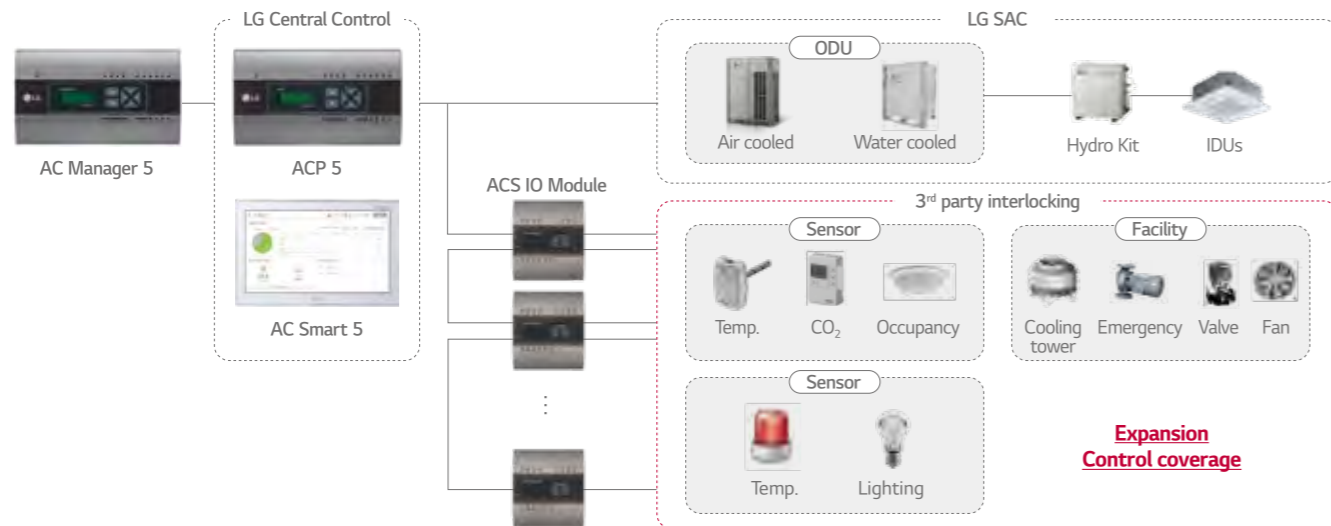 LG Central Control
AC Manager 5
ACP 5
AC Smart 5
ACS IO Module
LG SAC
ODU
Air cooled
Water cooled
Hydro Kit
IDUs
3rd party interlocking
Sensor
Temp.
CO2
Occupancy
Facility
Cooling
tower
Emergency
Valve
Fan
Sensor
Temp.
Lighting
Expansion
Control coverage
LG
LG